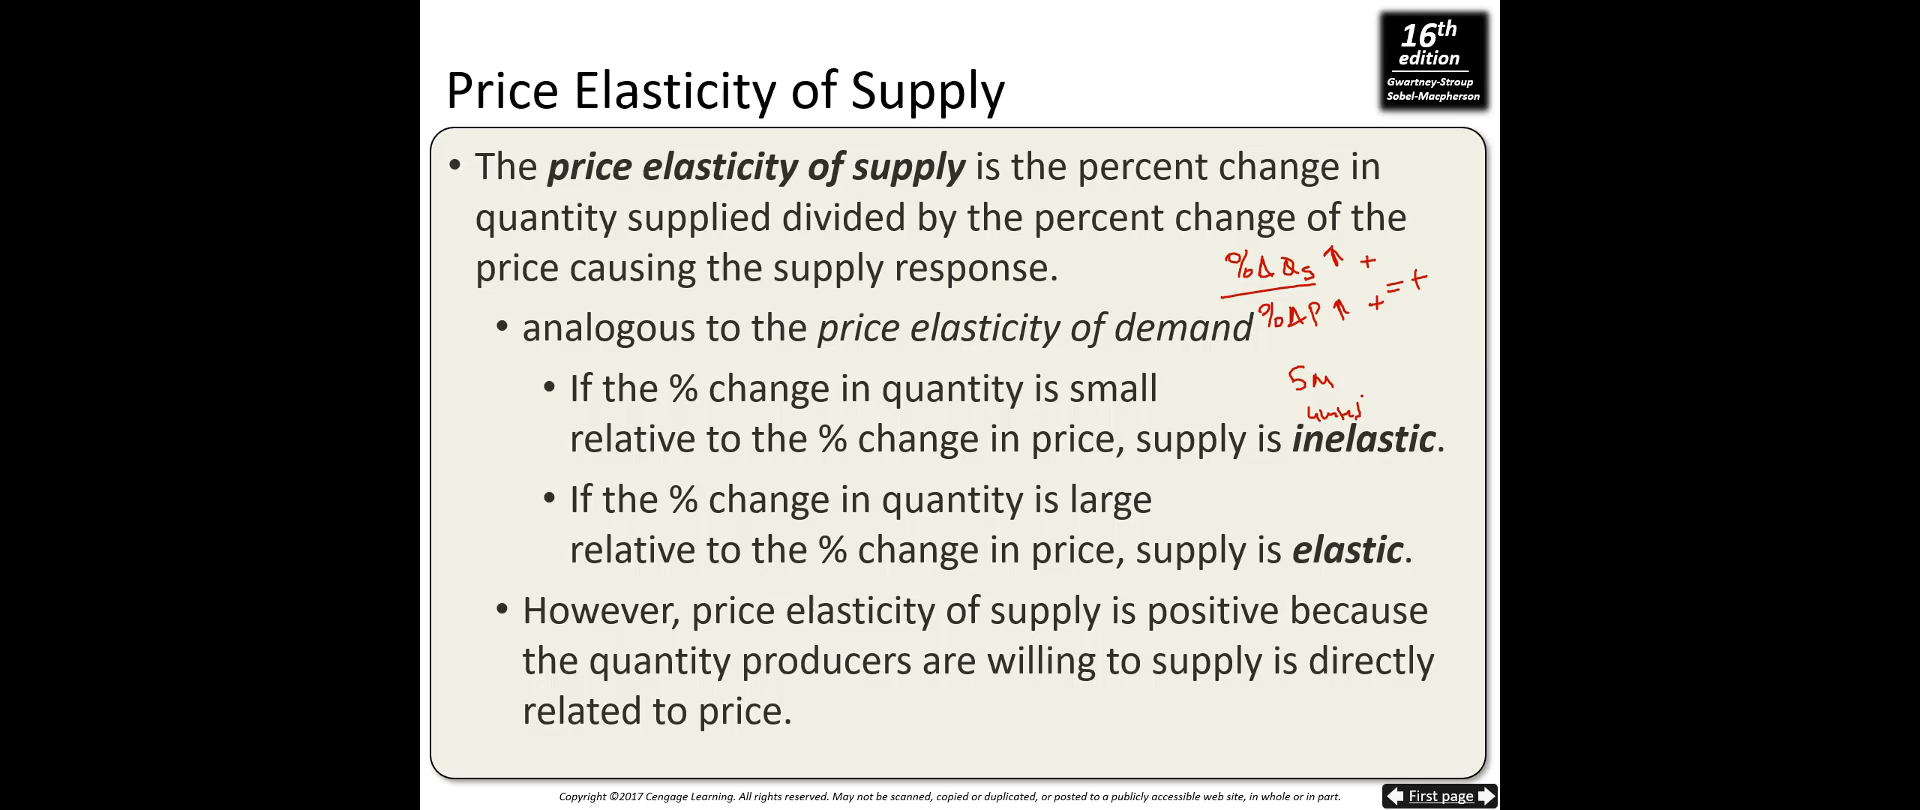 16th
edition
Gwartney-Stroup
Sobel-Macpherson
Price Elasticity of Supply
• The price elasticity of supply is the percent change in
quantity supplied divided by the percent change of the
price causing the supply response.
%ΔQs ↑ +
%ΔP ↑ + = +
• analogous to the price elasticity of demand
• If the % change in quantity is small
relative to the % change in price, supply is inelastic.
5M
• If the % change in quantity is large
relative to the % change in price, supply is elastic.
• However, price elasticity of supply is positive because
the quantity producers are willing to supply is directly
related to price.
Copyright ©2017 Cengage Learning. All rights reserved. May not be scanned, copied or duplicated, or posted to a publicly accessible web site, in whole or in part.
First page